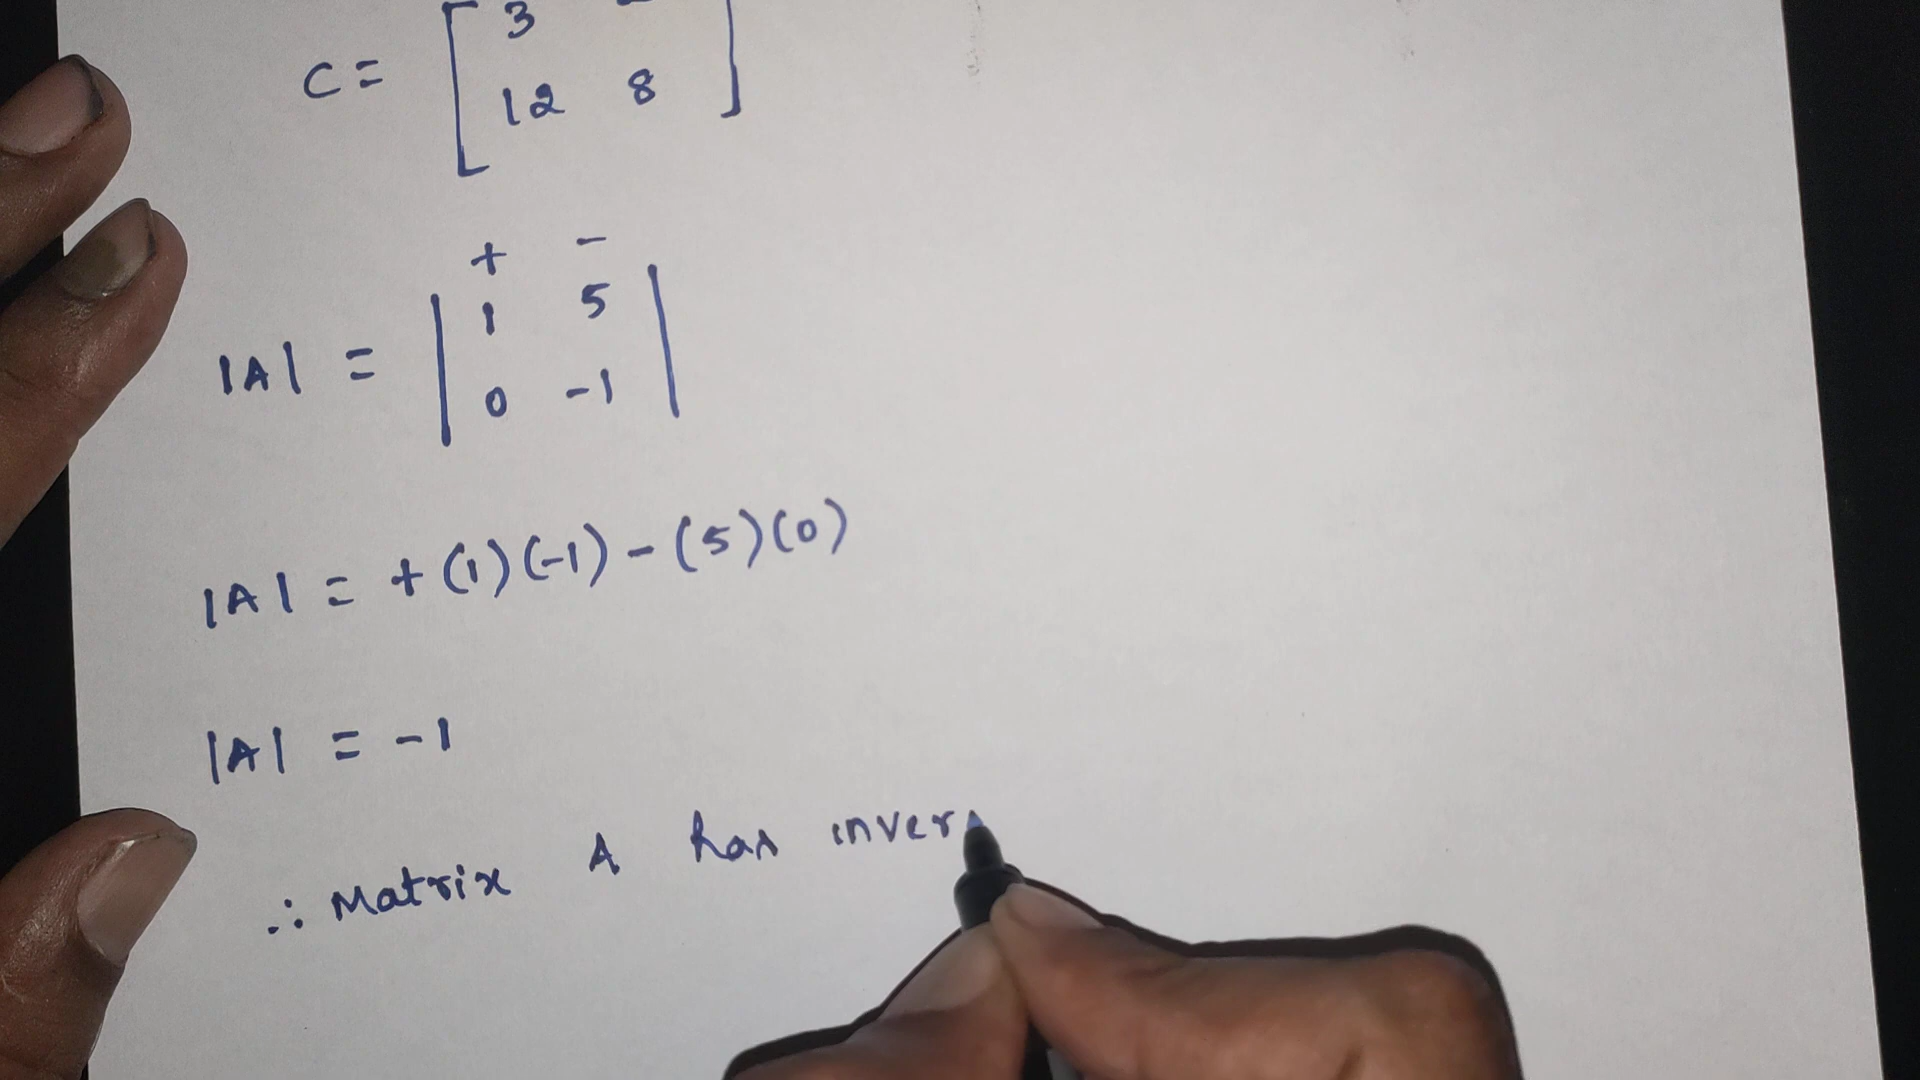 C = [ 3
12 8 ]
+ -
1 5
|A| =
0 -1
|A| = +(1)(-1) - (5)(0)
|A| = -1
∴ Matrix A has inver